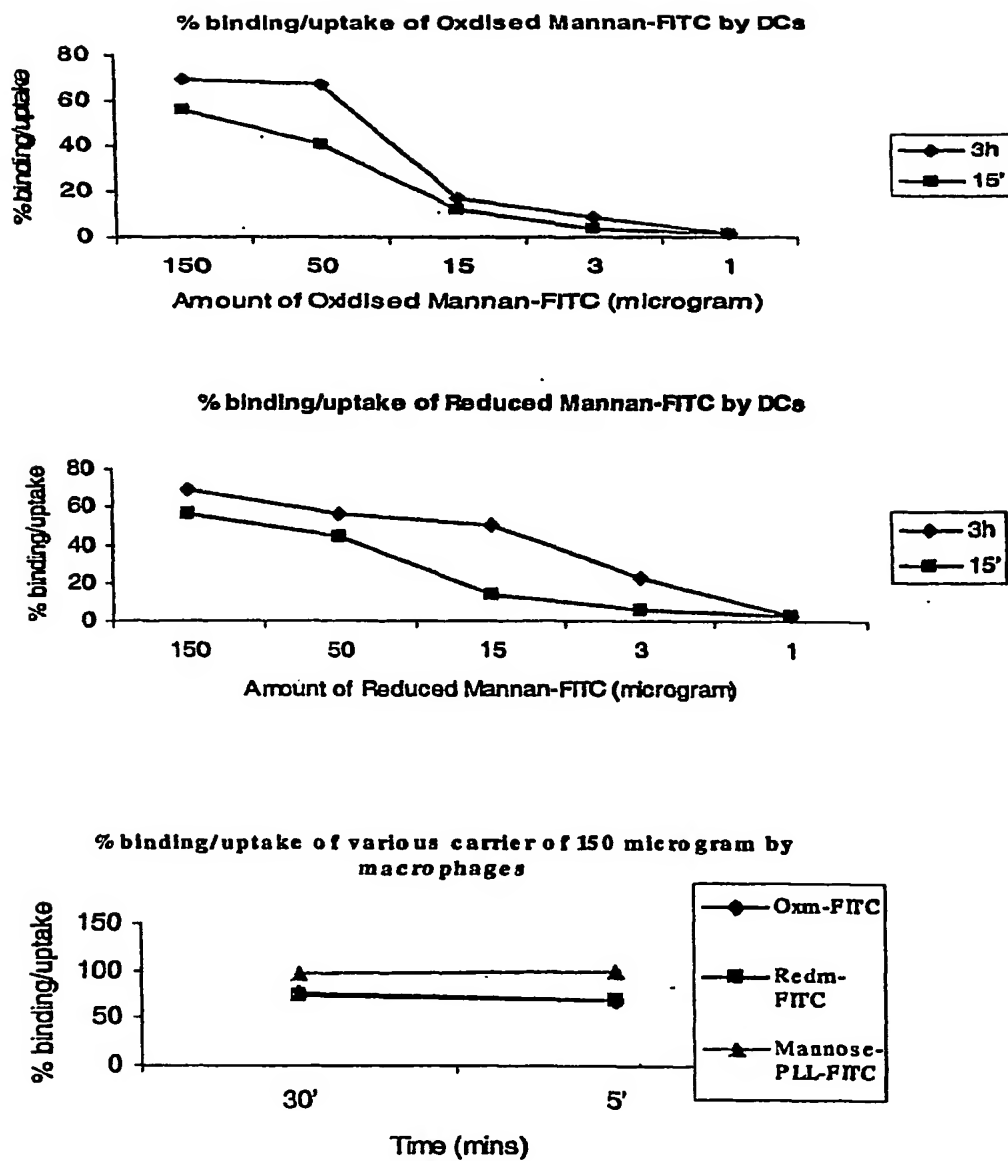 % binding/uptake of Oxdised Mannan-FITC by DCs
% binding/uptake
80
60
40
20
0
150 50 15 3 1
Amount of Oxidised Mannan-FITC (microgram)
3h
15'
% binding/uptake of Reduced Mannan-FITC by DCs
% binding/uptake
80
60
40
20
0
150 50 15 3 1
Amount of Reduced Mannan-FITC (microgram)
3h
15'
% binding/uptake of various carrier of 150 microgram by
macrophages
% binding/uptake
150
100
50
0
30' 5'
Time (mins)
Oxm-FITC
Redm-
FITC
Mannose-
PLL-FITC